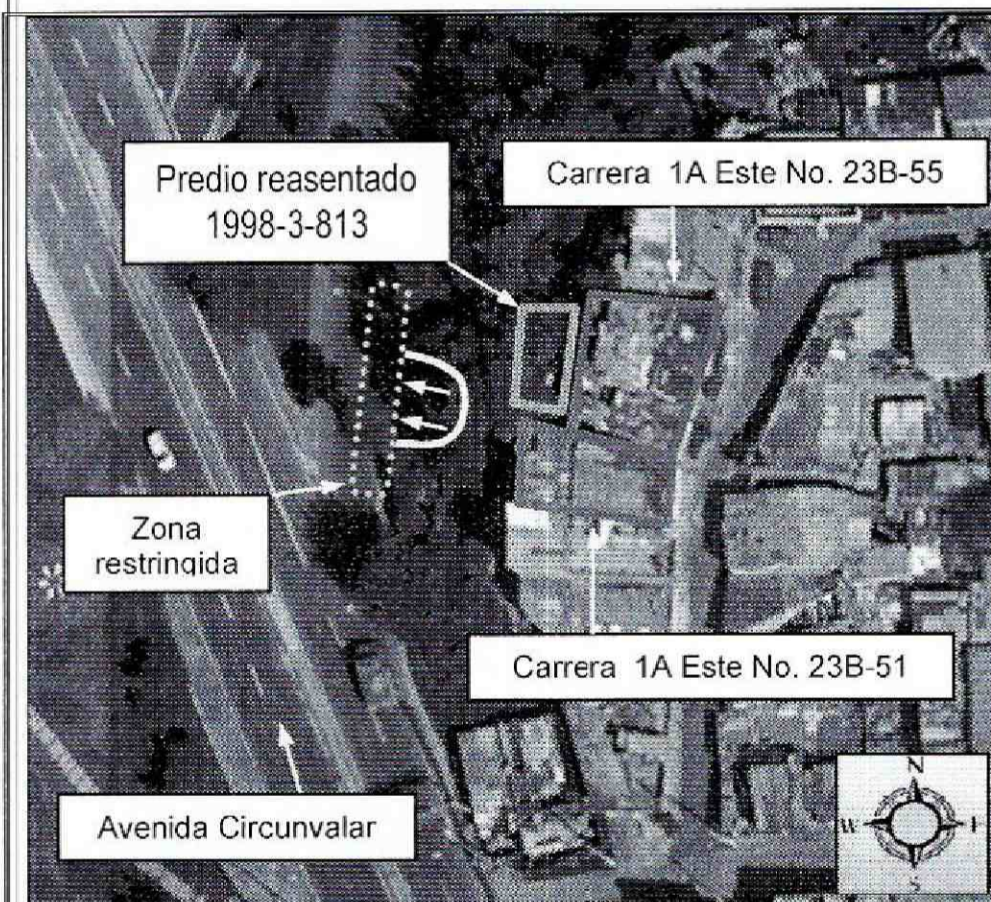 Predio reasentado
1998-3-813
Carrera 1A Este No. 23B-55
Zona
restringida
Carrera 1A Este No. 23B-51
Avenida Circunvalar
N
W
S